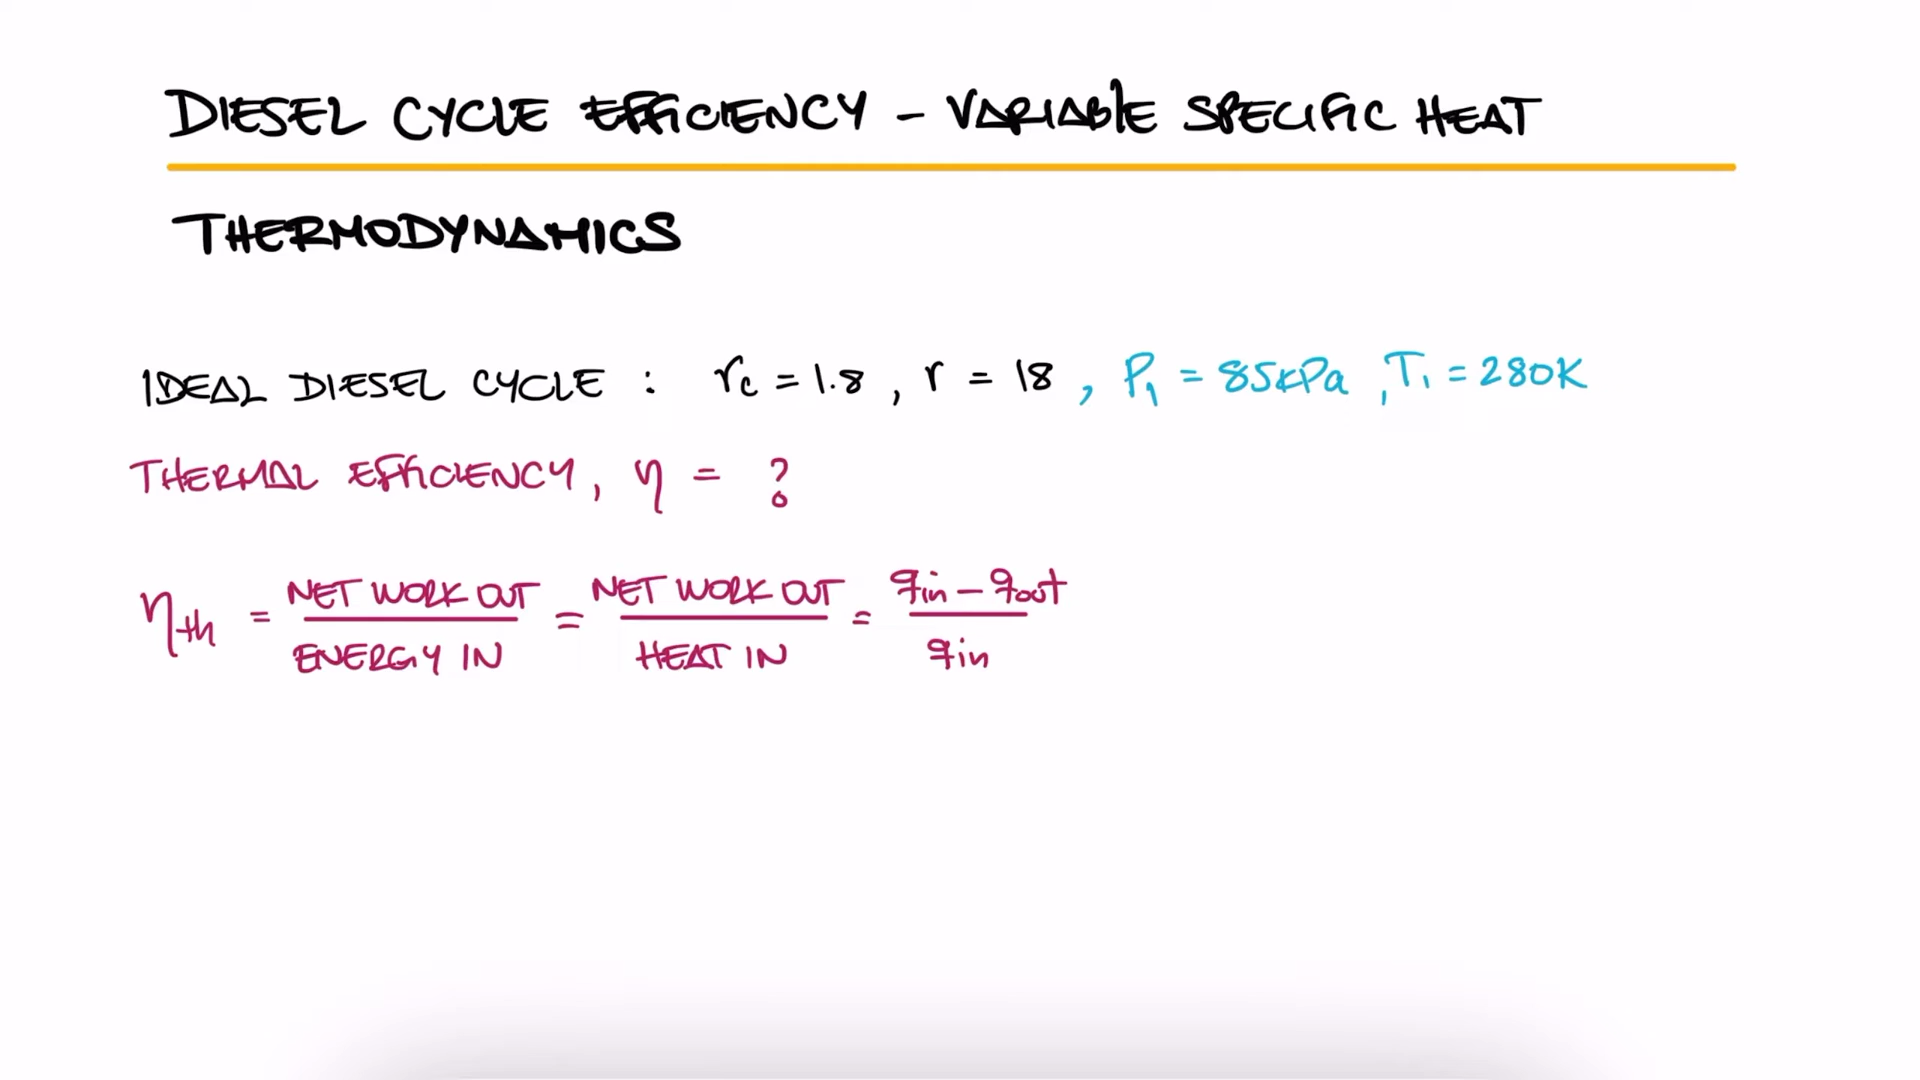 DIESEL CYCLE EFFICIENCY – VARIABLE SPECIFIC HEAT
THERMODYNAMICS
IDEAL DIESEL CYCLE : rc = 1.8 , r = 18 , P1 = 85kPa , T1 = 280K
THERMAL EFFICIENCY, η = ?
ηth = NET WORK OUT / ENERGY IN = NET WORK OUT / HEAT IN = qin – qout / qin